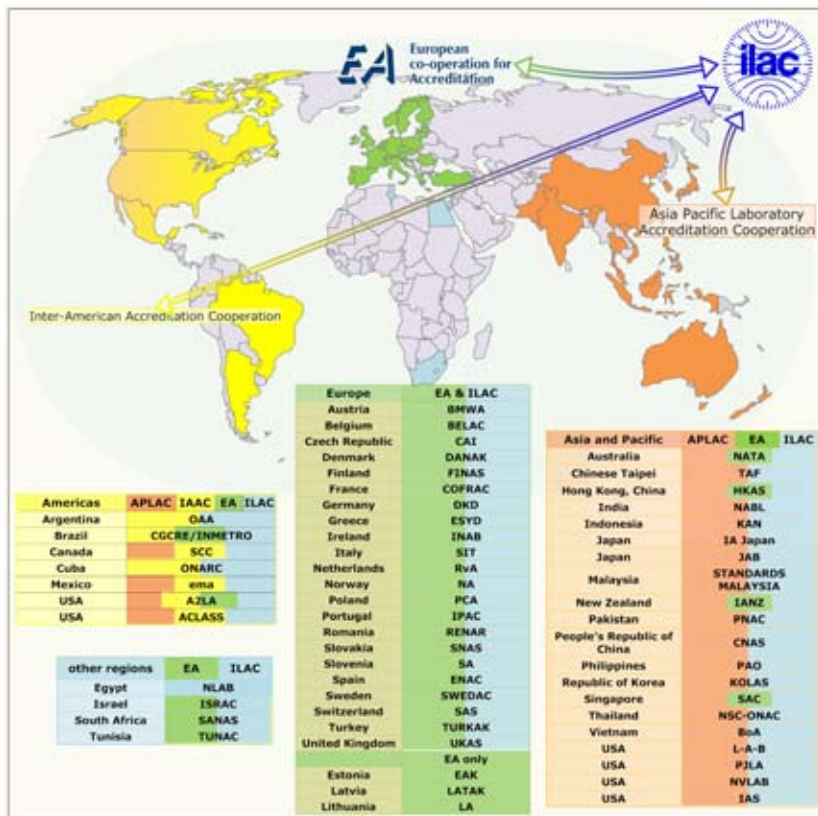 EA European
co-operation for
Accreditation
ilac
Asia Pacific Laboratory
Accreditation Cooperation
Inter-American Accreditation Cooperation
Americas APLAC IAAC EA ILAC
Argentina OAA
Brazil CGCRE/INMETRO
Canada SCC
Cuba ONARC
Mexico ema
USA A2LA
USA ACLASS
other regions EA ILAC
Egypt NLAB
Israel ISRAC
South Africa SANAS
Tunisia TUNAC
Europe EA & ILAC
Austria BMWA
Belgium BELAC
Czech Republic CAI
Denmark DANAK
Finland FINAS
France COFRAC
Germany DKD
Greece ESYD
Ireland INAB
Italy SIT
Netherlands RvA
Norway NA
Poland PCA
Portugal IPAC
Romania RENAR
Slovakia SNAS
Slovenia SA
Spain ENAC
Sweden SWEDAC
Switzerland SAS
Turkey TURKAK
United Kingdom UKAS
EA only
Estonia EAK
Latvia LATAK
Lithuania LA
Asia and Pacific APLAC EA ILAC
Australia NATA
Chinese Taipei TAF
Hong Kong, China HKAS
India NABL
Indonesia KAN
Japan IA Japan
Japan JAB
Malaysia STANDARDS
MALAYSIA
New Zealand IANZ
Pakistan PNAC
People's Republic of
China CNAS
Philippines PAO
Republic of Korea KOLAS
Singapore SAC
Thailand NSC-ONAC
Vietnam BoA
USA L-A-B
USA PJLA
USA NVLAB
USA IAS